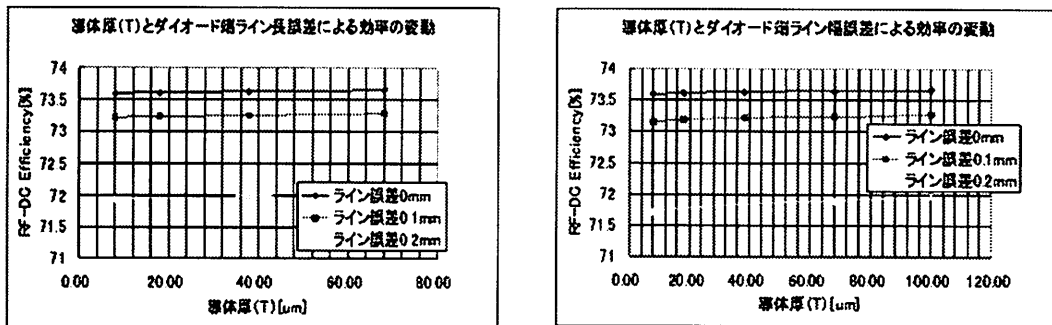 導体厚(T)とダイオード端ライン長誤差による効率の変動
RF-DC Efficiency[%]
74
73.5
73
72.5
72
71.5
71
0.00 20.00 40.00 60.00 80.00
導体厚(T)[um]
ライン誤差0mm
ライン誤差0.1mm
ライン誤差0.2mm
導体厚(T)とダイオード端ライン幅誤差による効率の変動
RF-DC Efficiency[%]
74
73.5
73
72.5
72
71.5
71
0.00 20.00 40.00 60.00 80.00 100.00 120.00
導体厚(T)[um]
ライン誤差0mm
ライン誤差0.1mm
ライン誤差0.2mm